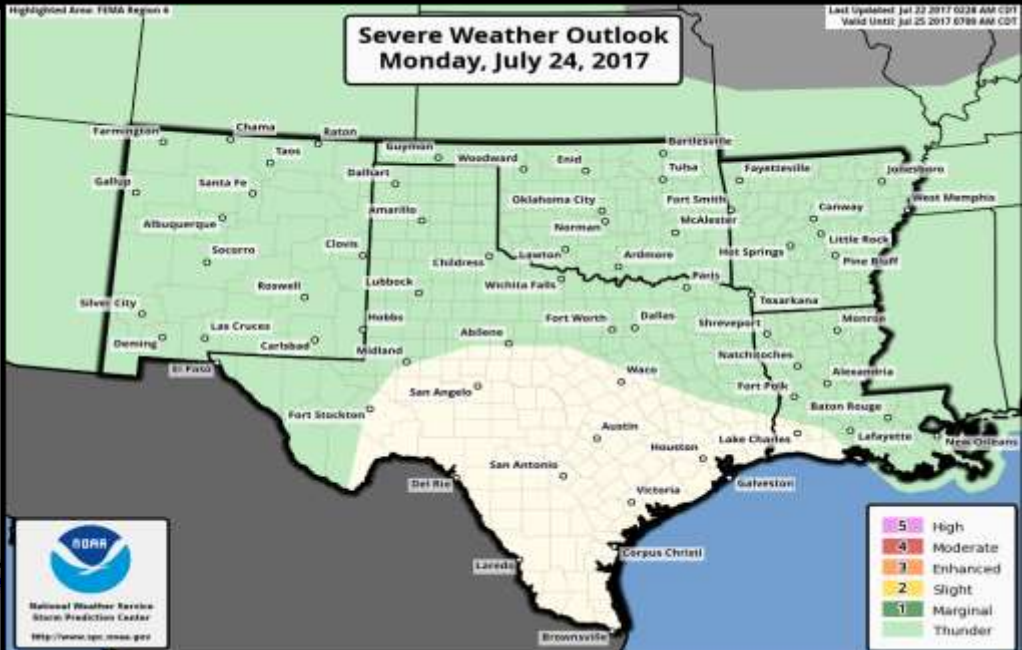 Highlighted Area: FEMA Region 6
Last Updated: Jul 22 2017 0228 AM CDT
Valid Until: Jul 25 2017 0700 AM CDT
Severe Weather Outlook
Monday, July 24, 2017
Farmington
Chama
Raton
Taos
Guymon
Woodward
Enid
Bartlesville
Dalhart
Tulsa
Fayetteville
Jonesboro
Gallup
Santa Fe
Oklahoma City
Fort Smith
West Memphis
Albuquerque
Amarillo
Norman
McAlester
Conway
Socorro
Clovis
Childress
Lawton
Ardmore
Hot Springs
Little Rock
Pine Bluff
Roswell
Lubbock
Wichita Falls
Paris
Texarkana
Silver City
Las Cruces
Hobbs
Abilene
Fort Worth
Dallas
Shreveport
Monroe
Deming
Carlsbad
Midland
Natchitoches
El Paso
San Angelo
Waco
Alexandria
Fort Polk
Fort Stockton
Baton Rouge
Austin
Houston
Lake Charles
Lafayette
New Orleans
San Antonio
Del Rio
Galveston
Victoria
Corpus Christi
Laredo
Brownsville
NOAA
National Weather Service
Storm Prediction Center
http://www.spc.noaa.gov
5 High
4 Moderate
3 Enhanced
2 Slight
1 Marginal
Thunder